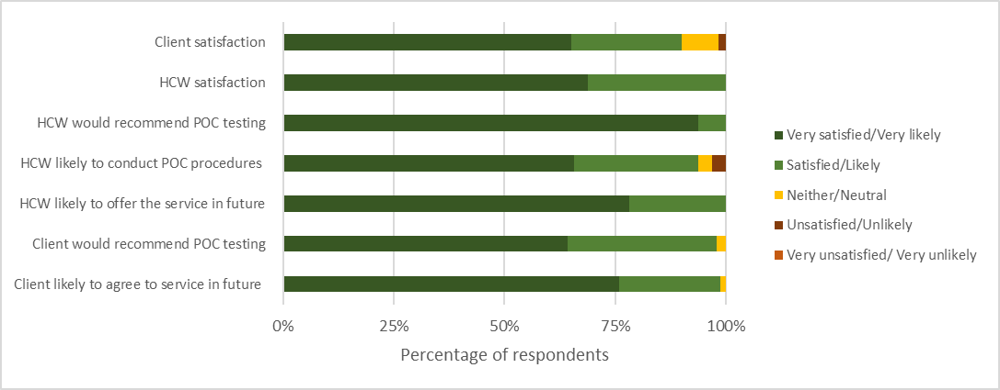 Client satisfaction
HCW satisfaction
HCW would recommend POC testing
HCW likely to conduct POC procedures
HCW likely to offer the service in future
Client would recommend POC testing
Client likely to agree to service in future
0% 25% 50% 75% 100%
Percentage of respondents
Very satisfied/Very likely
Satisfied/Likely
Neither/Neutral
Unsatisfied/Unlikely
Very unsatisfied/ Very unlikely